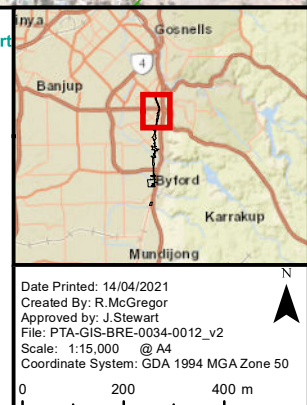 inya
Gosnells
rt
4
Banjup
Byford
Karrakup
Mundijong
N
Date Printed: 14/04/2021
Created By: R.McGregor
Approved by: J.Stewart
File: PTA-GIS-BRE-0034-0012_v2
Scale: 1:15,000 @ A4
Coordinate System: GDA 1994 MGA Zone 50
0 200 400 m